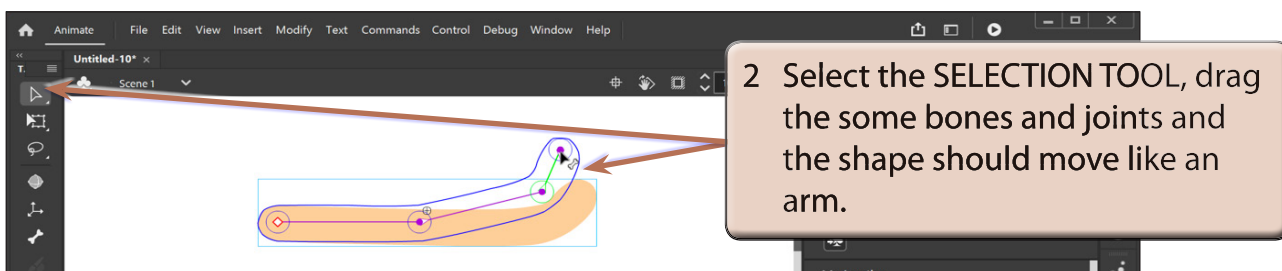 Animate File Edit View Insert Modify Text Commands Control Debug Window Help
Untitled-10* ×
T.
Scene 1
2 Select the SELECTION TOOL, drag
the some bones and joints and
the shape should move like an
arm.